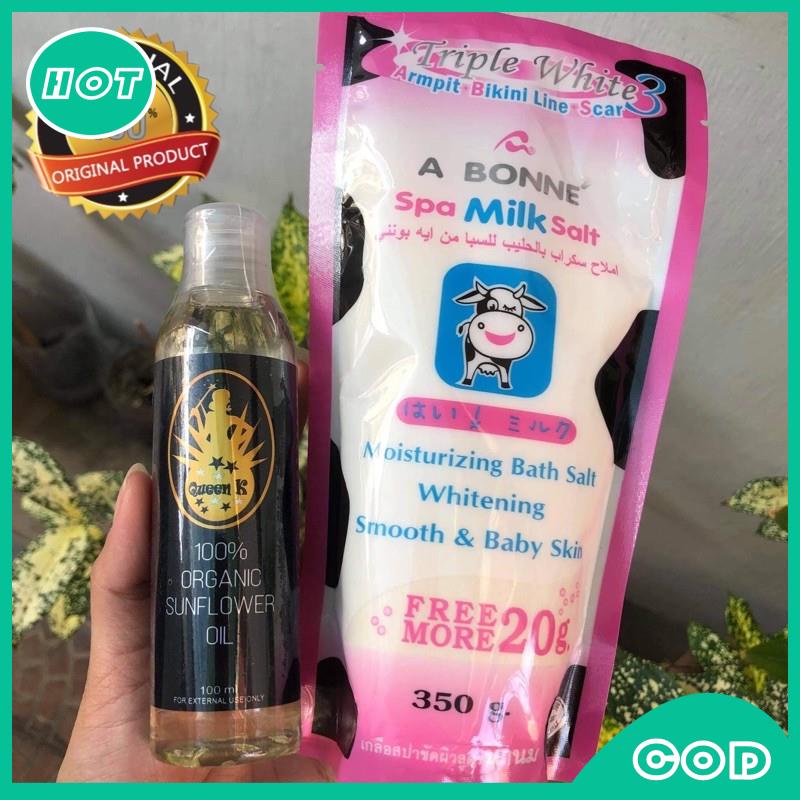 HOT
ORIGINAL PRODUCT
Triple White 3
Armpit · Bikini Line · Scar
A BONNE'
Spa Milk Salt
املاح سكراب بالحليب للسبا من ايه بونني
はい! ミルク
Moisturizing Bath Salt
Whitening
Smooth & Baby Skin
FREE
MORE 20g.
350 g.
Queen K
100%
ORGANIC
SUNFLOWER
OIL
100 ml
FOR EXTERNAL USE ONLY
COD